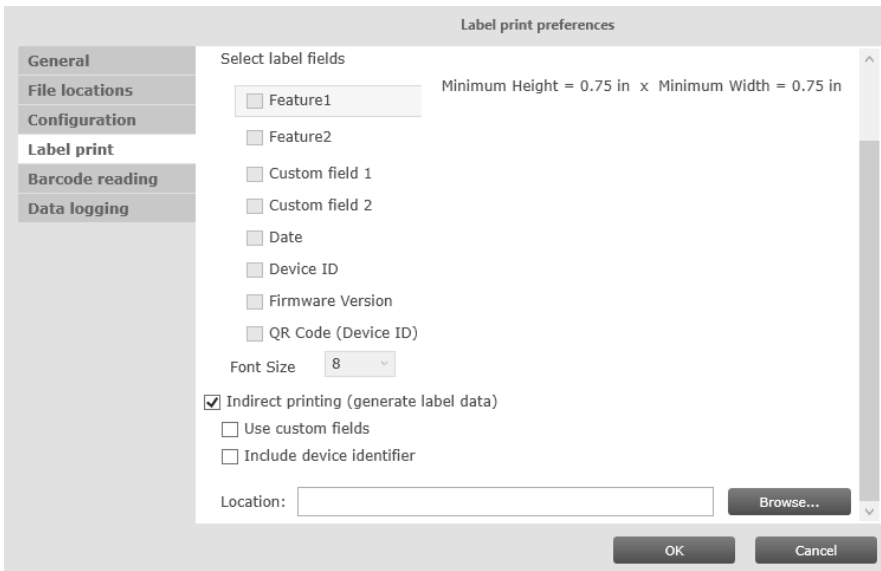 Label print preferences
General
File locations
Configuration
Label print
Barcode reading
Data logging
Select label fields
Minimum Height = 0.75 in x Minimum Width = 0.75 in
Feature1
Feature2
Custom field 1
Custom field 2
Date
Device ID
Firmware Version
QR Code (Device ID)
Font Size 8
Indirect printing (generate label data)
Use custom fields
Include device identifier
Location: Browse...
OK Cancel